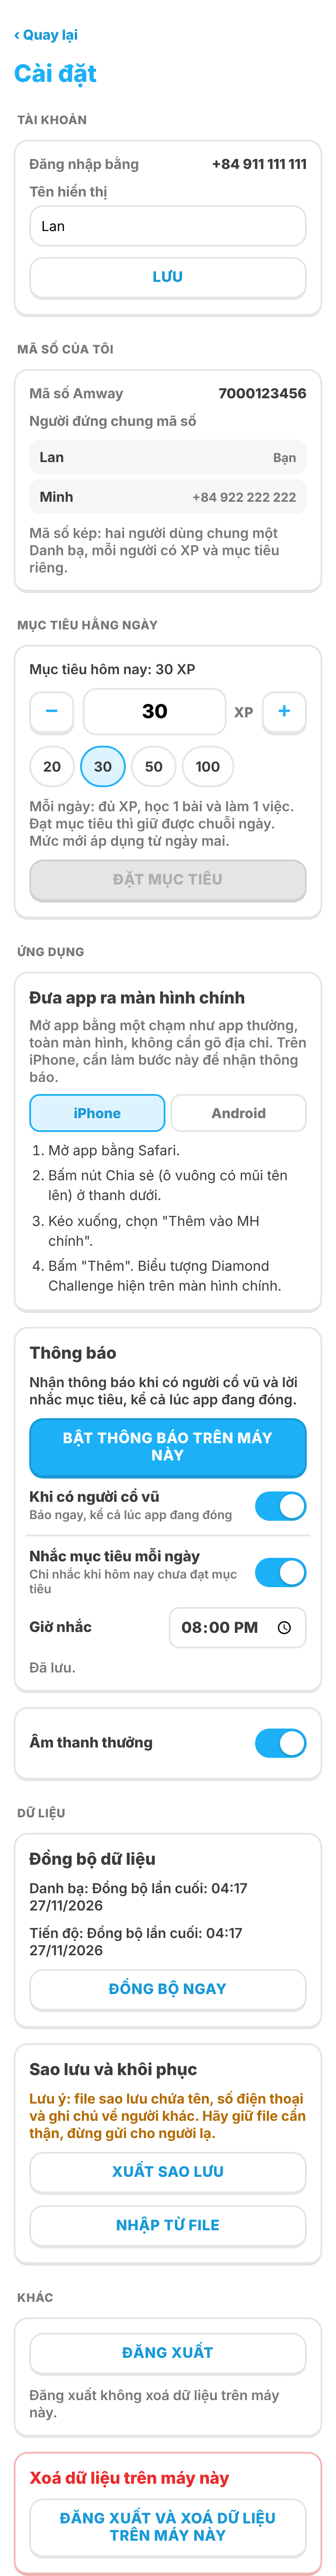 ‹ Quay lại
Cài đặt
TÀI KHOẢN
Đăng nhập bằng +84 911 111 111
Tên hiển thị
Lan
LƯU
MÃ SỐ CỦA TÔI
Mã số Amway 7000123456
Người đứng chung mã số
Lan Bạn
Minh +84 922 222 222
Mã số kép: hai người dùng chung một
Danh bạ, mỗi người có XP và mục tiêu
riêng.
MỤC TIÊU HẰNG NGÀY
Mục tiêu hôm nay: 30 XP
− 30 XP +
20 30 50 100
Mỗi ngày: đủ XP, học 1 bài và làm 1 việc.
Đạt mục tiêu thì giữ được chuỗi ngày.
Mức mới áp dụng từ ngày mai.
ĐẶT MỤC TIÊU
ỨNG DỤNG
Đưa app ra màn hình chính
Mở app bằng một chạm như app thường,
toàn màn hình, không cần gõ địa chỉ. Trên
iPhone, cần làm bước này để nhận thông
báo.
iPhone Android
1. Mở app bằng Safari.
2. Bấm nút Chia sẻ (ô vuông có mũi tên
lên) ở thanh dưới.
3. Kéo xuống, chọn "Thêm vào MH
chính".
4. Bấm "Thêm". Biểu tượng Diamond
Challenge hiện trên màn hình chính.
Thông báo
Nhận thông báo khi có người cổ vũ và lời
nhắc mục tiêu, kể cả lúc app đang đóng.
BẬT THÔNG BÁO TRÊN MÁY
NÀY
Khi có người cổ vũ
Báo ngay, kể cả lúc app đang đóng
Nhắc mục tiêu mỗi ngày
Chỉ nhắc khi hôm nay chưa đạt mục
tiêu
Giờ nhắc 08:00 PM
Đã lưu.
Âm thanh thưởng
DỮ LIỆU
Đồng bộ dữ liệu
Danh bạ: Đồng bộ lần cuối: 04:17
27/11/2026
Tiến độ: Đồng bộ lần cuối: 04:17
27/11/2026
ĐỒNG BỘ NGAY
Sao lưu và khôi phục
Lưu ý: file sao lưu chứa tên, số điện thoại
và ghi chú về người khác. Hãy giữ file cẩn
thận, đừng gửi cho người lạ.
XUẤT SAO LƯU
NHẬP TỪ FILE
KHÁC
ĐĂNG XUẤT
Đăng xuất không xoá dữ liệu trên máy
này.
Xoá dữ liệu trên máy này
ĐĂNG XUẤT VÀ XOÁ DỮ LIỆU
TRÊN MÁY NÀY